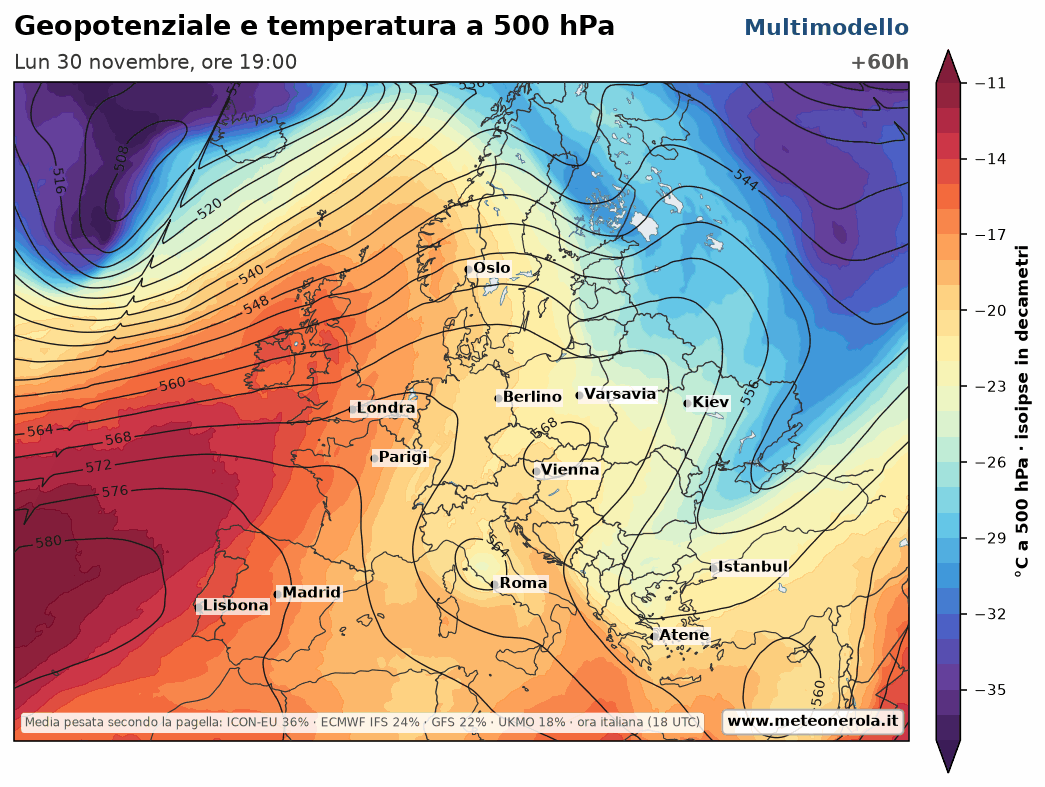 Geopotenziale e temperatura a 500 hPa
Multimodello
Lun 30 novembre, ore 19:00
+60h
508
516
520
544
540
548
560
564
568
572
576
580
556
568
564
560
Oslo
Londra
Berlino
Varsavia
Kiev
Parigi
Vienna
Roma
Istanbul
Madrid
Lisbona
Atene
−11
−14
−17
−20
−23
−26
−29
−32
−35
°C a 500 hPa · isoipse in decametri
Media pesata secondo la pagella: ICON-EU 36% · ECMWF IFS 24% · GFS 22% · UKMO 18% · ora italiana (18 UTC)
www.meteonerola.it